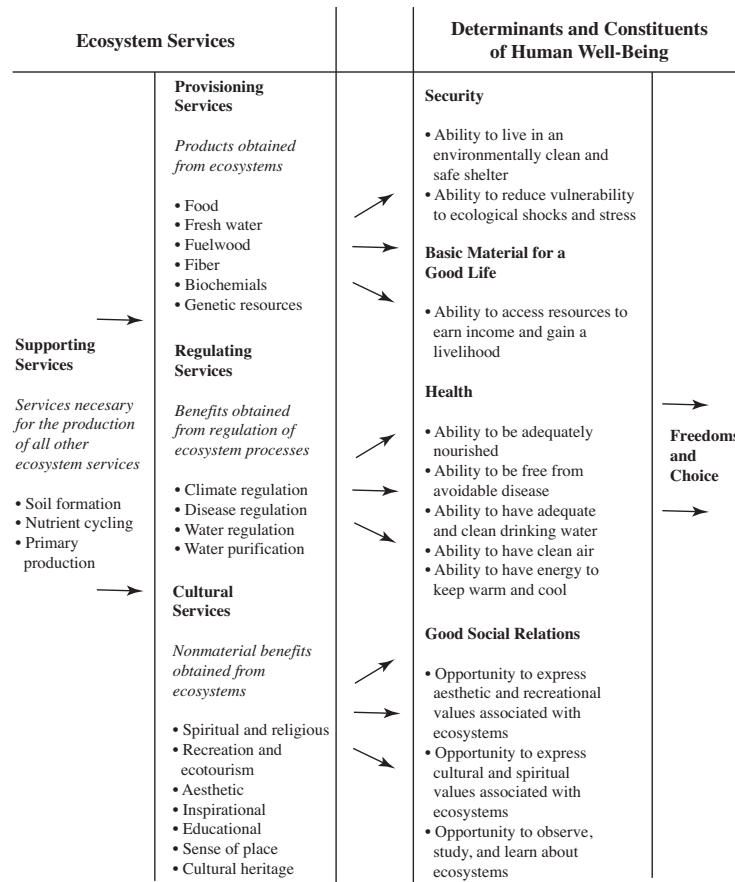 Ecosystem Services
Determinants and Constituents
of Human Well-Being
Supporting
Services
Services necesary
for the production
of all other
ecosystem services
• Soil formation
• Nutrient cycling
• Primary
production
Provisioning
Services
Products obtained
from ecosystems
• Food
• Fresh water
• Fuelwood
• Fiber
• Biochemials
• Genetic resources
Regulating
Services
Benefits obtained
from regulation of
ecosystem processes
• Climate regulation
• Disease regulation
• Water regulation
• Water purification
Cultural
Services
Nonmaterial benefits
obtained from
ecosystems
• Spiritual and religious
• Recreation and
ecotourism
• Aesthetic
• Inspirational
• Educational
• Sense of place
• Cultural heritage
Security
• Ability to live in an
environmentally clean and
safe shelter
• Ability to reduce vulnerability
to ecological shocks and stress
Basic Material for a
Good Life
• Ability to access resources to
earn income and gain a
livelihood
Health
• Ability to be adequately
nourished
• Ability to be free from
avoidable disease
• Ability to have adequate
and clean drinking water
• Ability to have clean air
• Ability to have energy to
keep warm and cool
Good Social Relations
• Opportunity to express
aesthetic and recreational
values associated with
ecosystems
• Opportunity to express
cultural and spiritual
values associated with
ecosystems
• Opportunity to observe,
study, and learn about
ecosystems
Freedoms
and
Choice